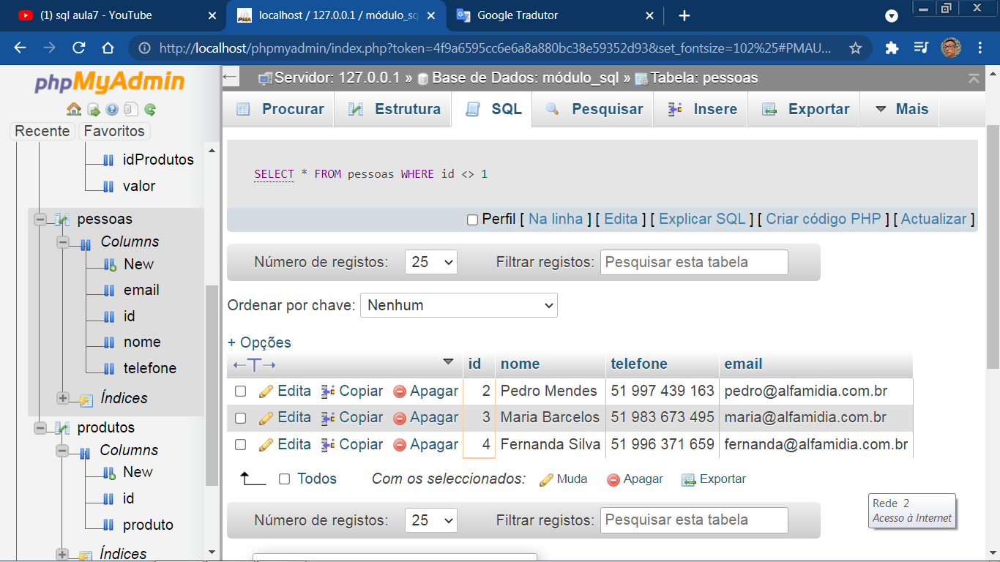 (1) sql aula7 - YouTube
localhost / 127.0.0.1 / módulo_sq
Google Tradutor
http://localhost/phpmyadmin/index.php?token=4f9a6595cc6e6a8a880bc38e59352d93&set_fontsize=102%25#PMAU...
phpMyAdmin
Recente Favoritos
idProdutos
valor
pessoas
Columns
New
email
id
nome
telefone
Índices
produtos
Columns
New
id
produto
Índices
Servidor: 127.0.0.1 » Base de Dados: módulo_sql » Tabela: pessoas
Procurar Estrutura SQL Pesquisar Insere Exportar Mais
SELECT * FROM pessoas WHERE id <> 1
Perfil [ Na linha ] [ Edita ] [ Explicar SQL ] [ Criar código PHP ] [ Actualizar ]
Número de registos: 25 Filtrar registos: Pesquisar esta tabela
Ordenar por chave: Nenhum
+ Opções
←T→ id nome telefone email
Edita Copiar Apagar 2 Pedro Mendes 51 997 439 163 pedro@alfamidia.com.br
Edita Copiar Apagar 3 Maria Barcelos 51 983 673 495 maria@alfamidia.com.br
Edita Copiar Apagar 4 Fernanda Silva 51 996 371 659 fernanda@alfamidia.com.br
Todos Com os seleccionados: Muda Apagar Exportar
Número de registos: 25 Filtrar registos: Pesquisar esta tabela
Rede 2
Acesso à Internet